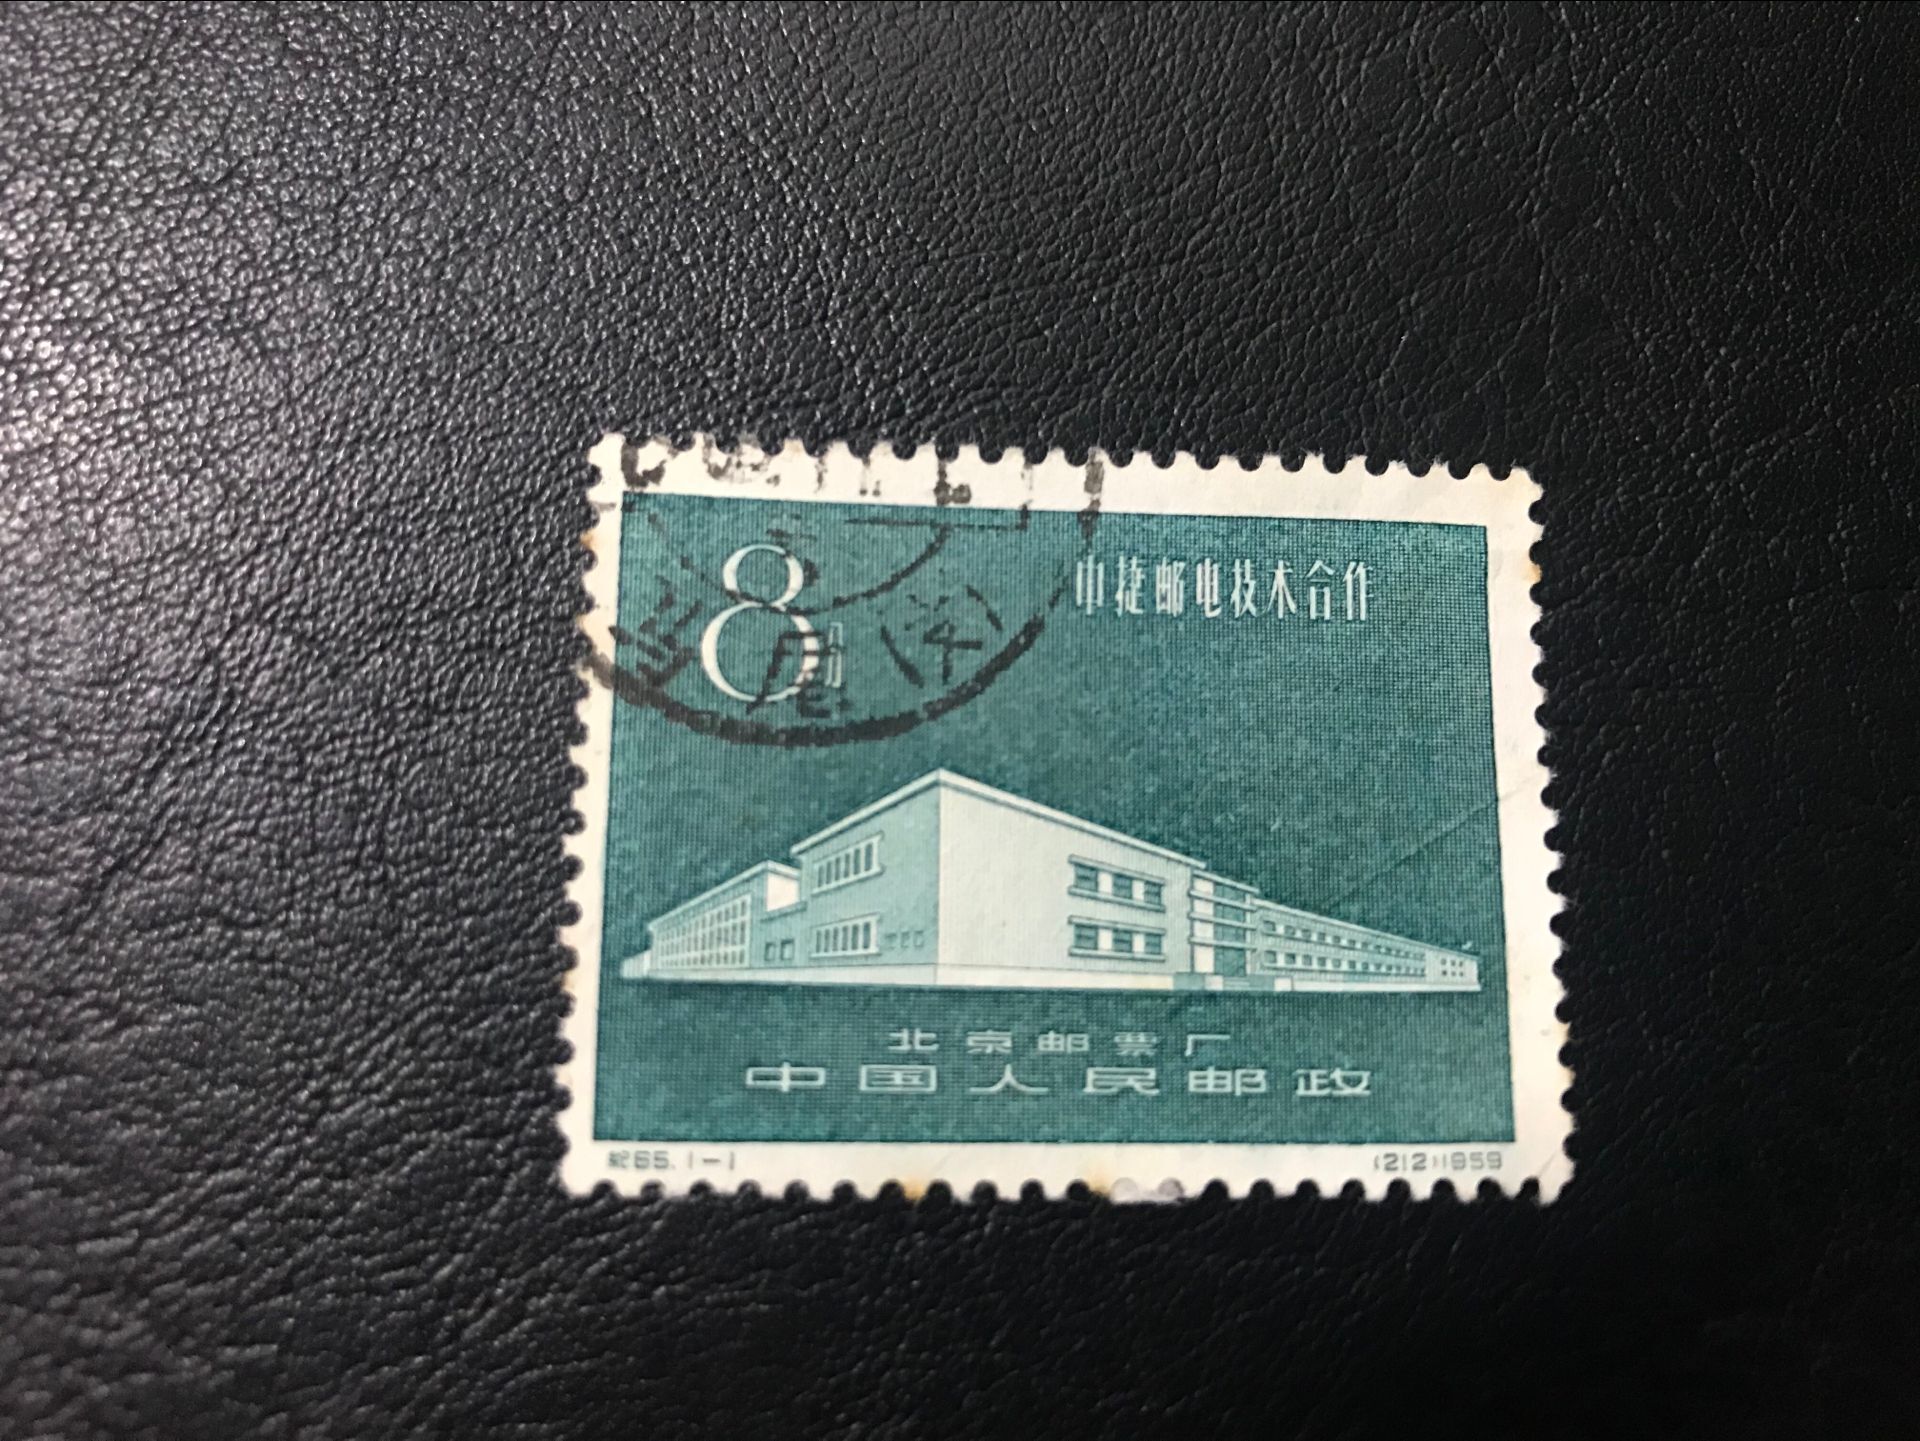 8分
中捷邮电技术合作
北京邮票厂
中国人民邮政
纪65.1-1
(212)1959